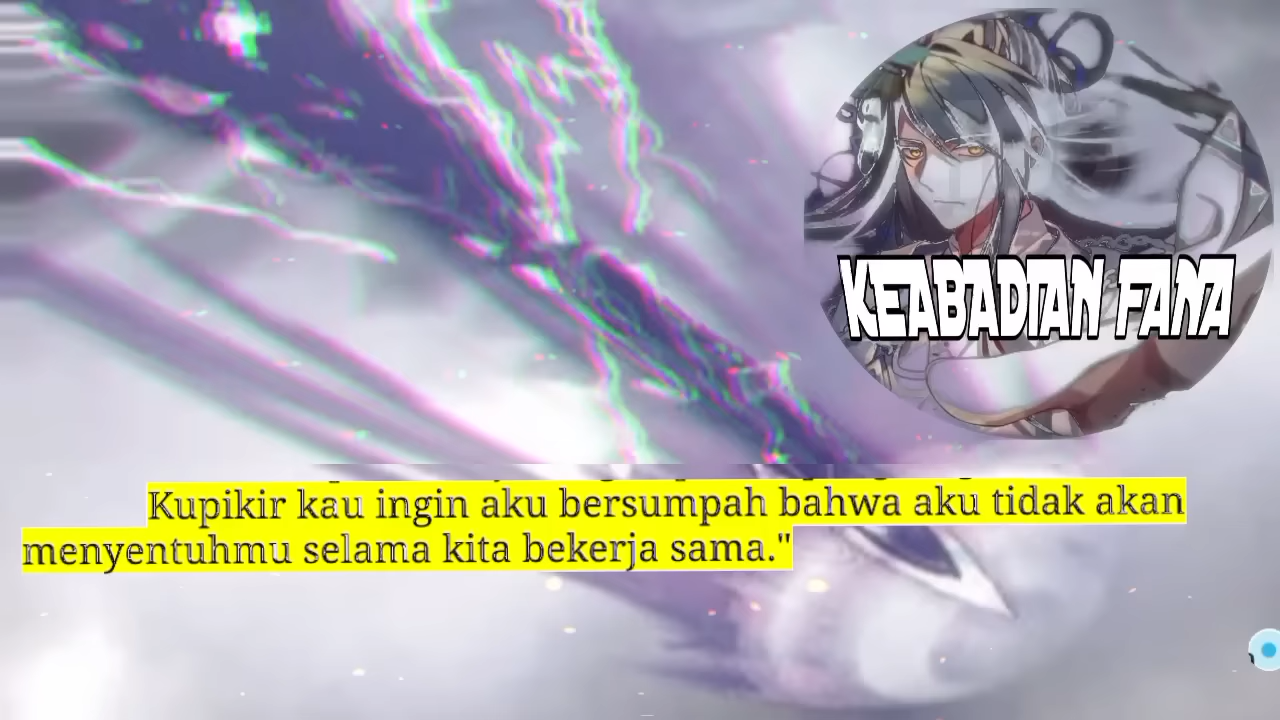 KEABADIAN FANA
Kupikir kau ingin aku bersumpah bahwa aku tidak akan
menyentuhmu selama kita bekerja sama."